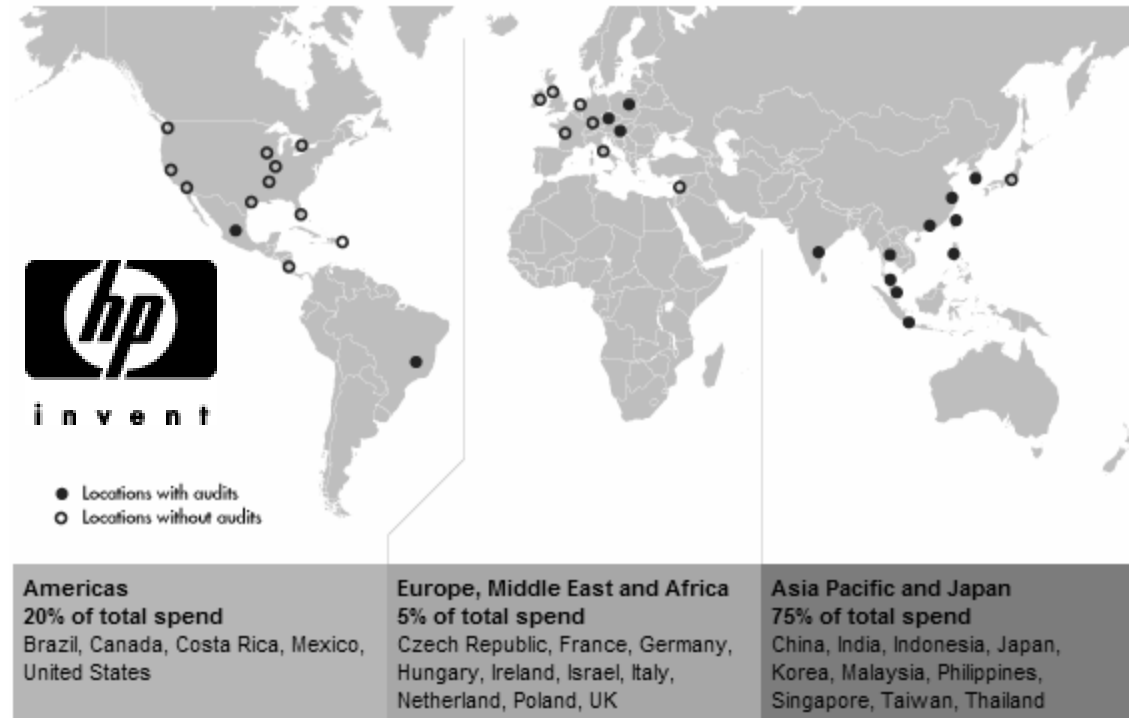 hp
invent
Locations with audits
Locations without audits
Americas
20% of total spend
Brazil, Canada, Costa Rica, Mexico,
United States
Europe, Middle East and Africa
5% of total spend
Czech Republic, France, Germany,
Hungary, Ireland, Israel, Italy,
Netherland, Poland, UK
Asia Pacific and Japan
75% of total spend
China, India, Indonesia, Japan,
Korea, Malaysia, Philippines,
Singapore, Taiwan, Thailand